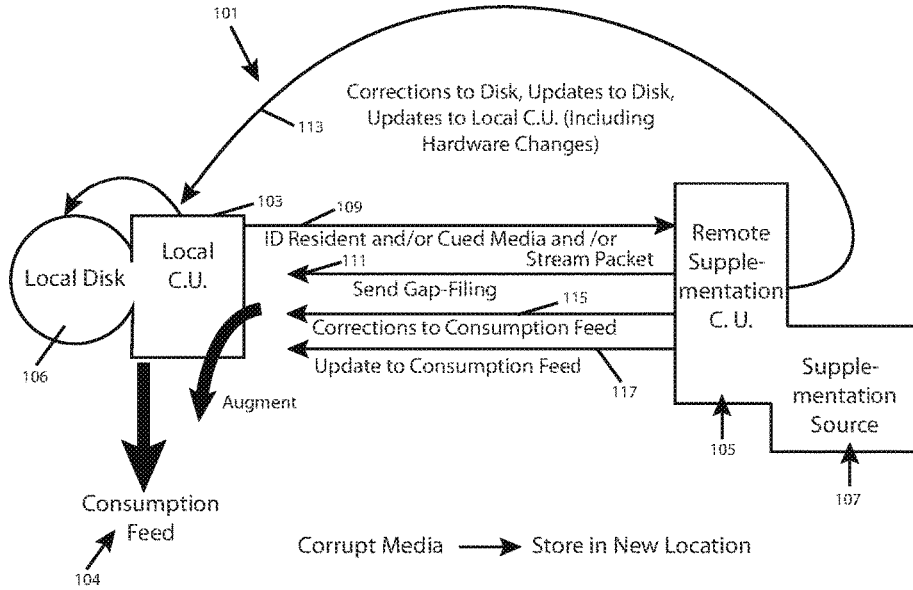 101
Corrections to Disk, Updates to Disk,
Updates to Local C.U. (Including
Hardware Changes)
113
103
109
ID Resident and/or Cued Media and /or
Stream Packet
111
Send Gap-Filing
115
Corrections to Consumption Feed
Update to Consumption Feed
117
Local Disk
Local
C.U.
106
Augment
Remote
Supple-
mentation
C. U.
Supple-
mentation
Source
105
107
Consumption
Feed
104
Corrupt Media
Store in New Location